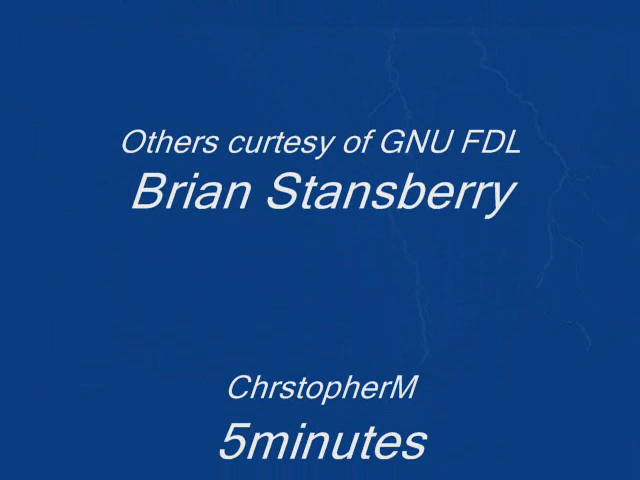 Others curtesy of GNU FDL
Brian Stansberry
ChrstopherM
5minutes